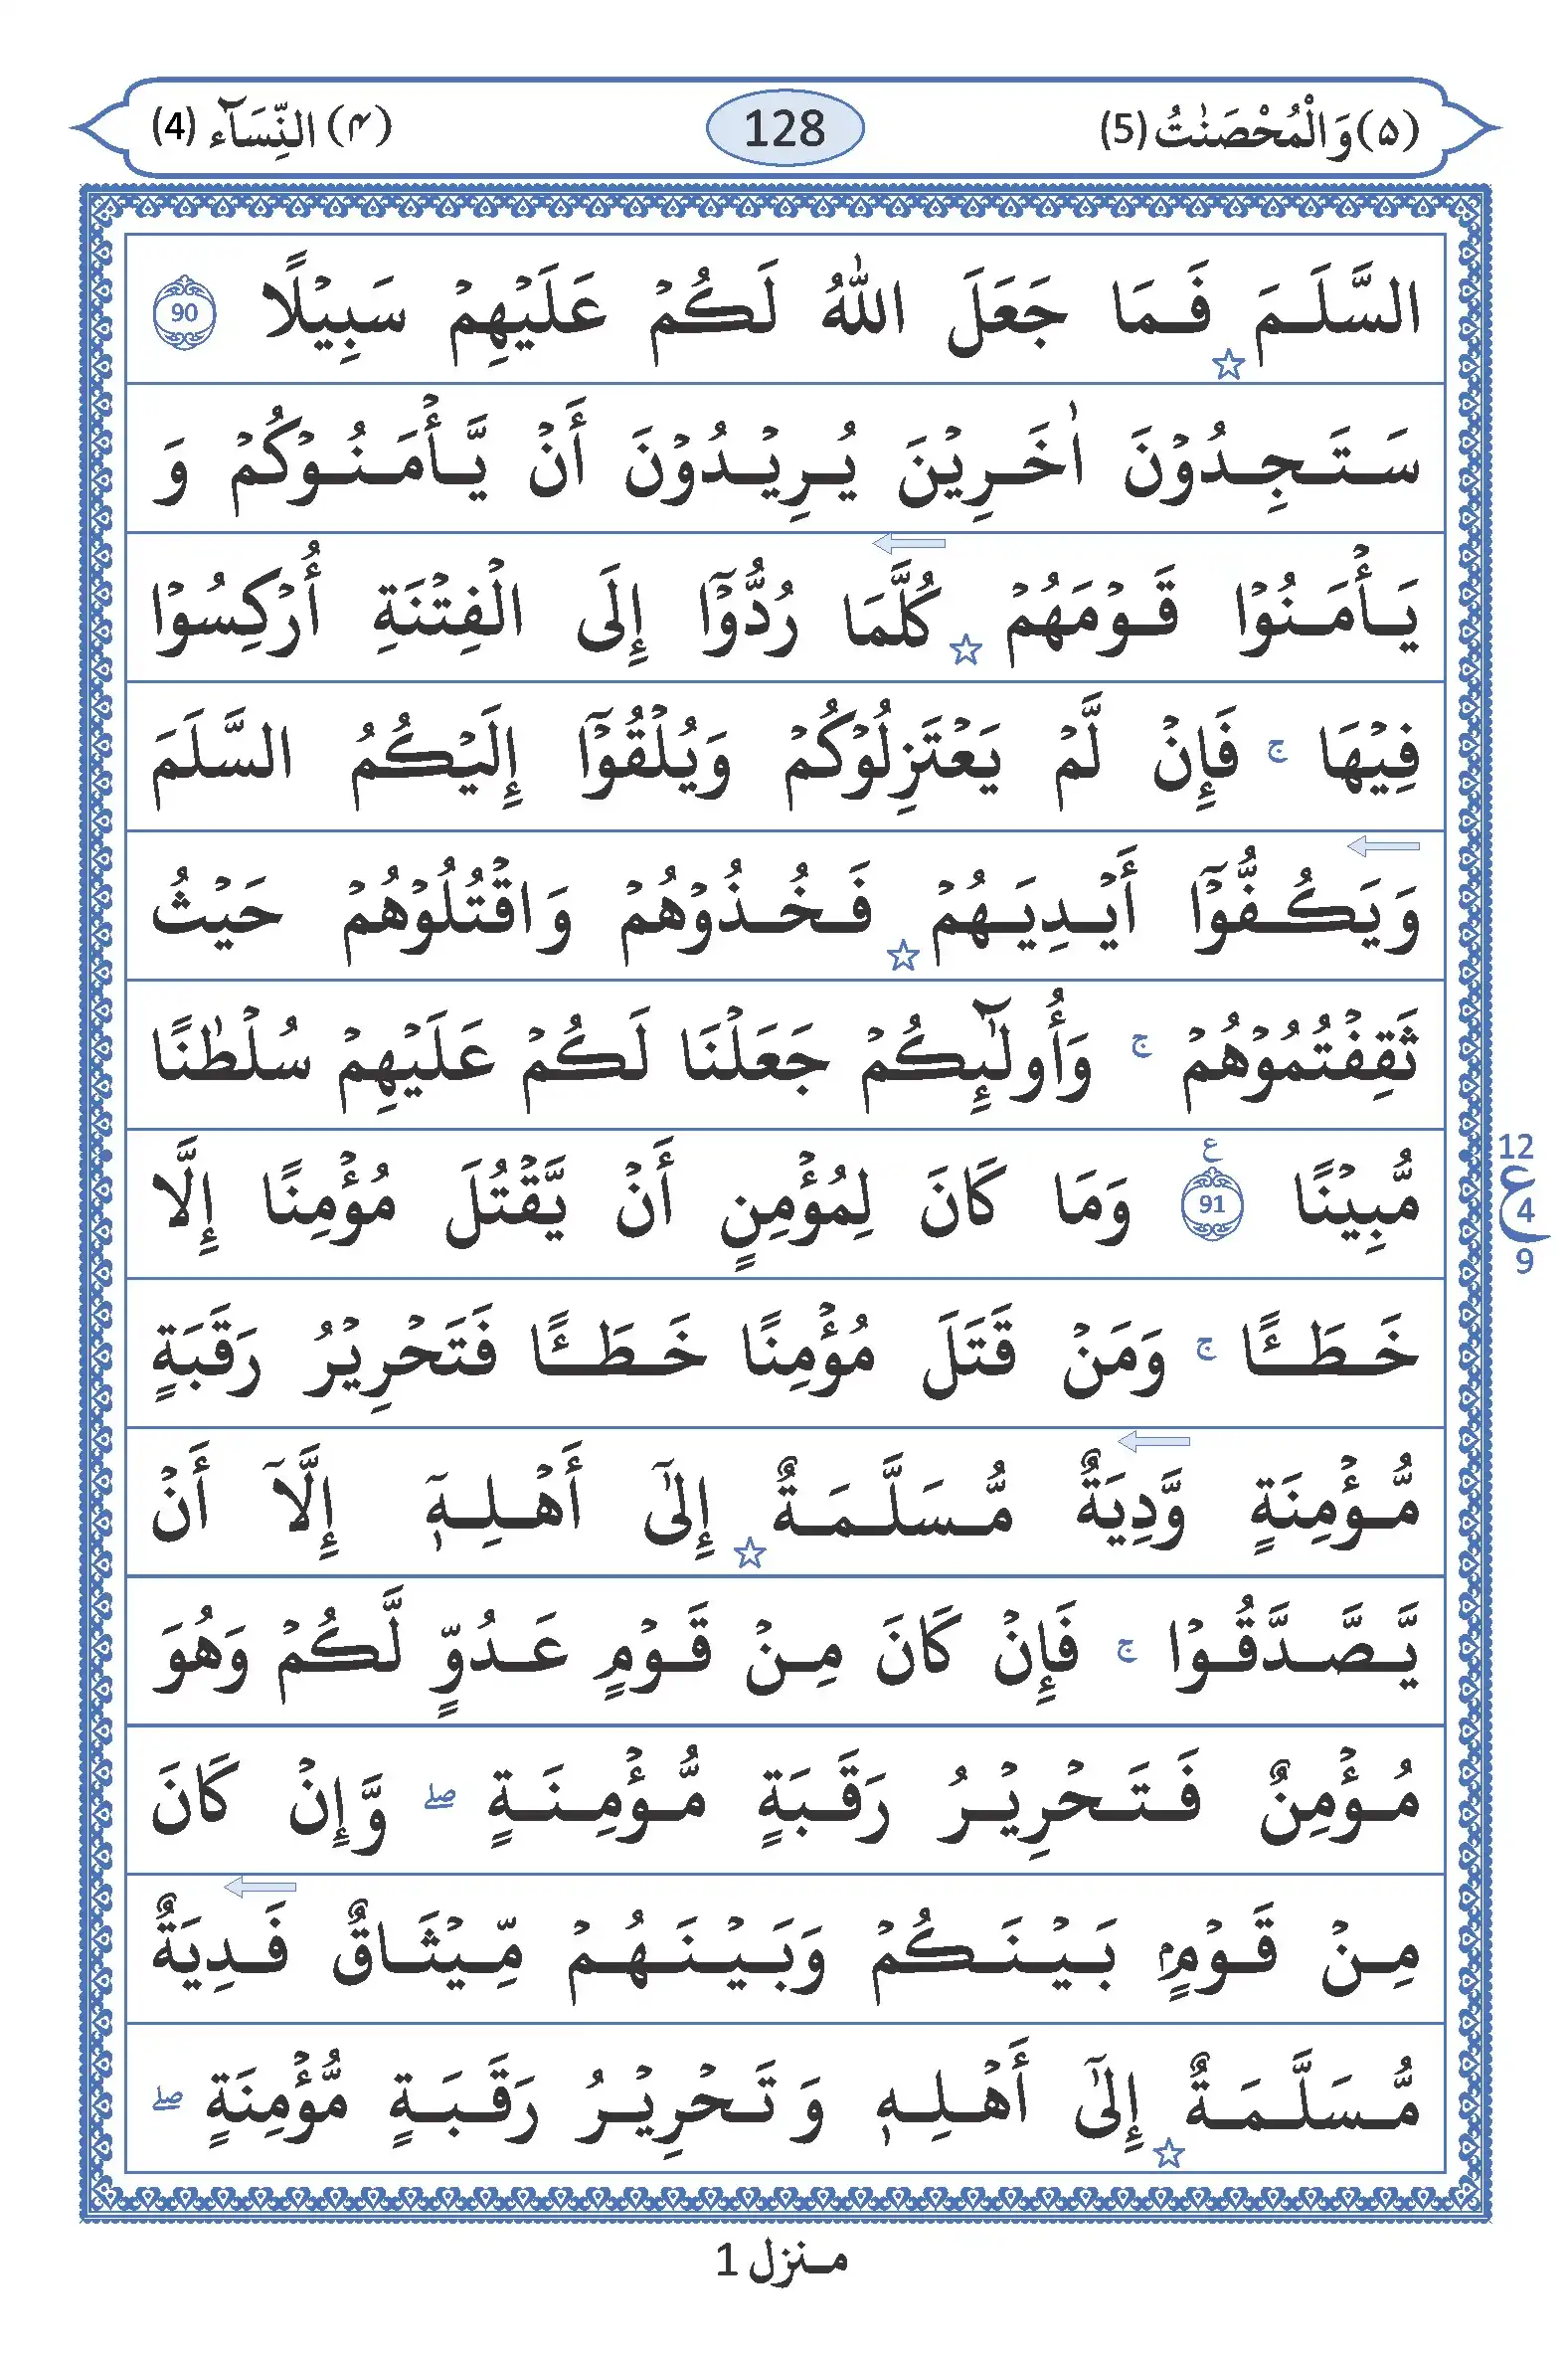 (٥) وَالْمُحْصَنٰتُ (5) 128 (٤) النِّسَآء (4)
السَّلَمَ فَمَا جَعَلَ اللّٰهُ لَكُمْ عَلَيْهِمْ سَبِيْلًا 90
سَتَجِدُوْنَ اٰخَرِيْنَ يُرِيْدُوْنَ أَنْ يَّأْمَنُوْكُمْ وَ
يَأْمَنُوْا قَوْمَهُمْ كُلَّمَا رُدُّوْٓا إِلَى الْفِتْنَةِ أُرْكِسُوْا
فِيْهَا ج فَإِنْ لَّمْ يَعْتَزِلُوْكُمْ وَيُلْقُوْٓا إِلَيْكُمُ السَّلَمَ
وَيَكُفُّوْٓا أَيْدِيَهُمْ فَخُذُوْهُمْ وَاقْتُلُوْهُمْ حَيْثُ
ثَقِفْتُمُوْهُمْ ج وَأُولٰٓئِكُمْ جَعَلْنَا لَكُمْ عَلَيْهِمْ سُلْطٰنًا
مُّبِيْنًا 91 ع وَمَا كَانَ لِمُؤْمِنٍ أَنْ يَّقْتُلَ مُؤْمِنًا إِلَّا
12
ع 4
9
خَطَـًٔا ج وَمَنْ قَتَلَ مُؤْمِنًا خَطَـًٔا فَتَحْرِيْرُ رَقَبَةٍ
مُّؤْمِنَةٍ وَّدِيَةٌ مُّسَلَّمَةٌ إِلٰٓى أَهْلِهٖٓ إِلَّآ أَنْ
يَّصَّدَّقُوْا ج فَإِنْ كَانَ مِنْ قَوْمٍ عَدُوٍّ لَّكُمْ وَهُوَ
مُؤْمِنٌ فَتَحْرِيْرُ رَقَبَةٍ مُّؤْمِنَةٍ صلے وَّإِنْ كَانَ
مِنْ قَوْمٍۭ بَيْنَكُمْ وَبَيْنَهُمْ مِّيْثَاقٌ فَدِيَةٌ
مُّسَلَّمَةٌ إِلٰٓى أَهْلِهٖ وَتَحْرِيْرُ رَقَبَةٍ مُّؤْمِنَةٍ صلے
منزل 1